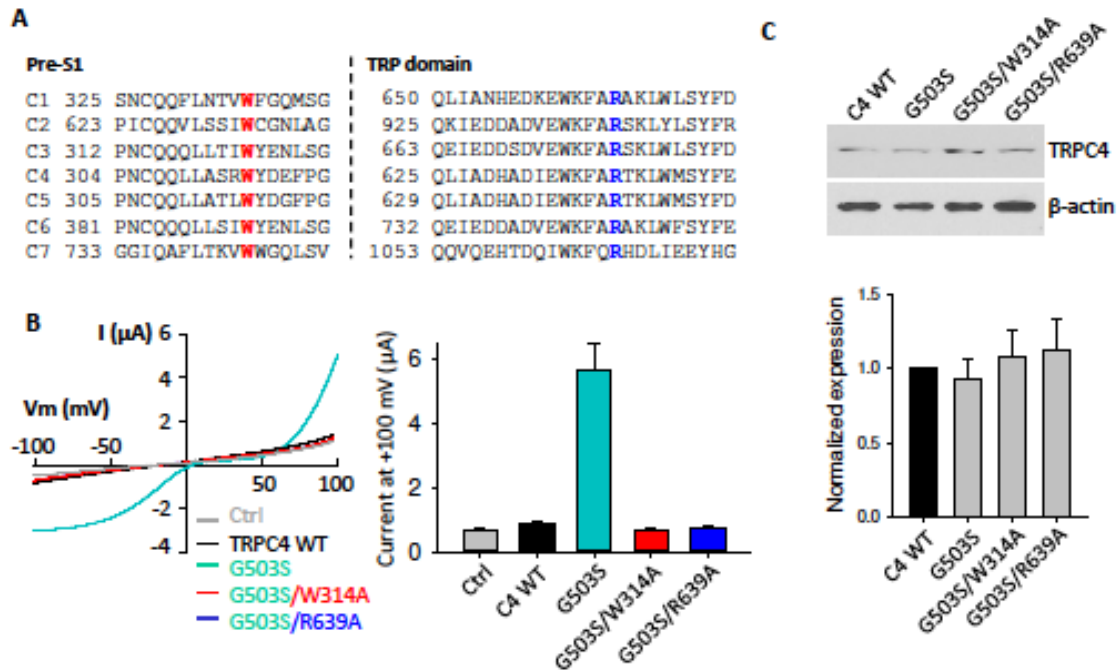 A
Pre-S1
TRP domain
C1 325 SNCQQFLNTVWFGQMSG 650 QLIANHEDKEWKFARAKLWLSYFD
C2 623 PICQQVLSSIWCGNLAG 925 QKIEDDADVEWKFARSKLYLSYFR
C3 312 PNCQQLLTIWYENLSG 663 QEIEDDSDVEWKFARSKLWLSYFD
C4 304 PNCQQLLASRWYDEFPG 625 QLIADHADIEWKFARTKLWMSYFE
C5 305 PNCQQLLATLWYDGFPG 629 QLIADHADIEWKFARTKLWMSYFD
C6 381 PNCQQQLLSIWYENLSG 732 QEIEDDADVEWKFARAKLWFSYFE
C7 733 GGIQAFLTKVWWGQLSV 1053 QQVQEHTDQIWKFQRHDLIEEYHG
B
I (μA)
6
4
2
-2
-4
Vm (mV)
-100
-50
50
100
Ctrl
TRPC4 WT
G503S
G503S/W314A
G503S/R639A
Current at +100 mV (μA)
6
4
2
0
Ctrl
C4 WT
G503S
G503S/W314A
G503S/R639A
C
C4 WT
G503S
G503S/W314A
G503S/R639A
TRPC4
β-actin
Normalized expression
1.5
1.0
0.5
0.0
C4 WT
G503S
G503S/W314A
G503S/R639A